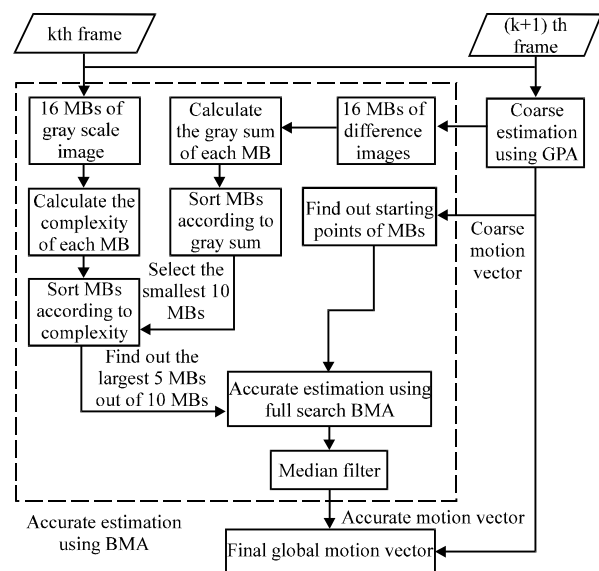 kth frame
(k+1) th
frame
16 MBs of
gray scale
image
Calculate
the gray sum
of each MB
16 MBs of
difference
images
Coarse
estimation
using GPA
Calculate the
complexity
of each MB
Sort MBs
according to
gray sum
Find out starting
points of MBs
Coarse
motion
vector
Select the
smallest 10
MBs
Sort MBs
according to
complexity
Find out the
largest 5 MBs
out of 10 MBs
Accurate estimation using
full search BMA
Median filter
Accurate estimation
using BMA
Accurate motion vector
Final global motion vector